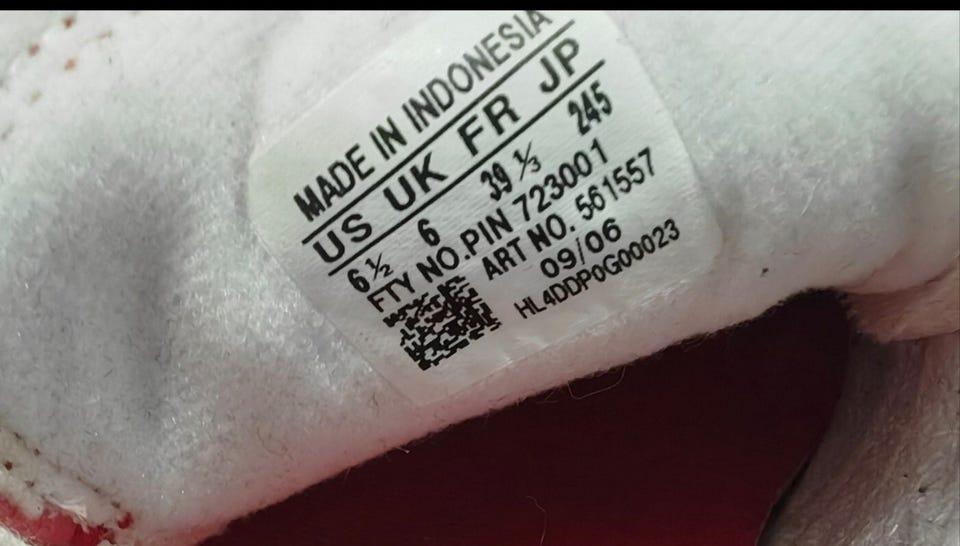 MADE IN INDONESIA
US UK FR JP
6½ 6 39⅓ 245
FTY NO.PIN 723001
ART NO. 561557
09/06
HL4DDP0G00023